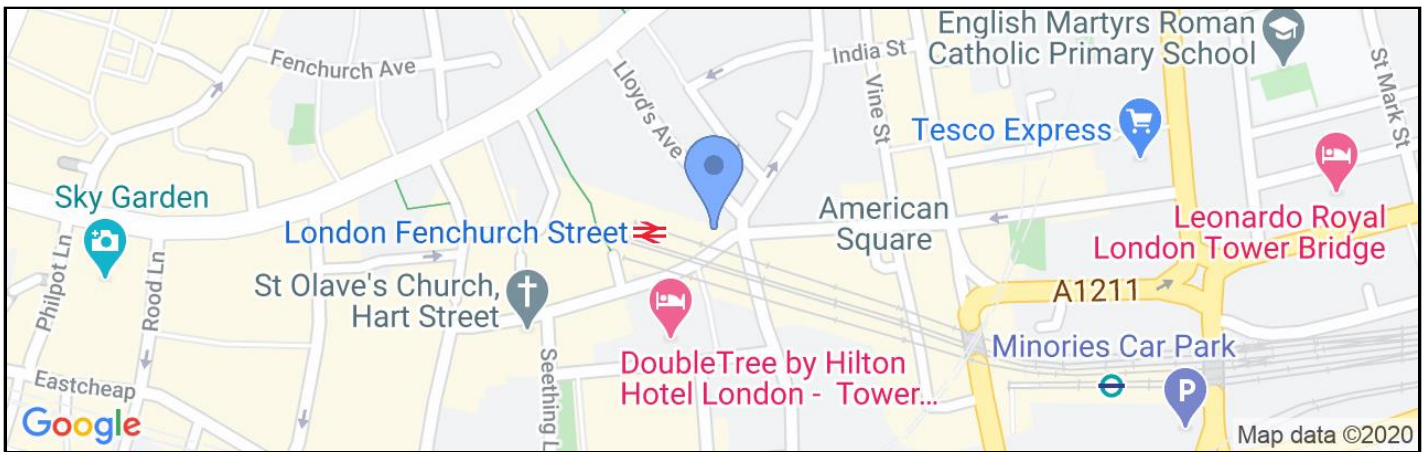 English Martyrs Roman
Catholic Primary School
India St
Fenchurch Ave
Lloyd's Ave
Vine St
St Mark St
Tesco Express
Sky Garden
American
Square
Leonardo Royal
London Tower Bridge
London Fenchurch Street
Philpot Ln
Rood Ln
St Olave's Church,
Hart Street
A1211
Minories Car Park
P
DoubleTree by Hilton
Hotel London - Tower...
Seething L
Eastcheap
Google
Map data ©2020